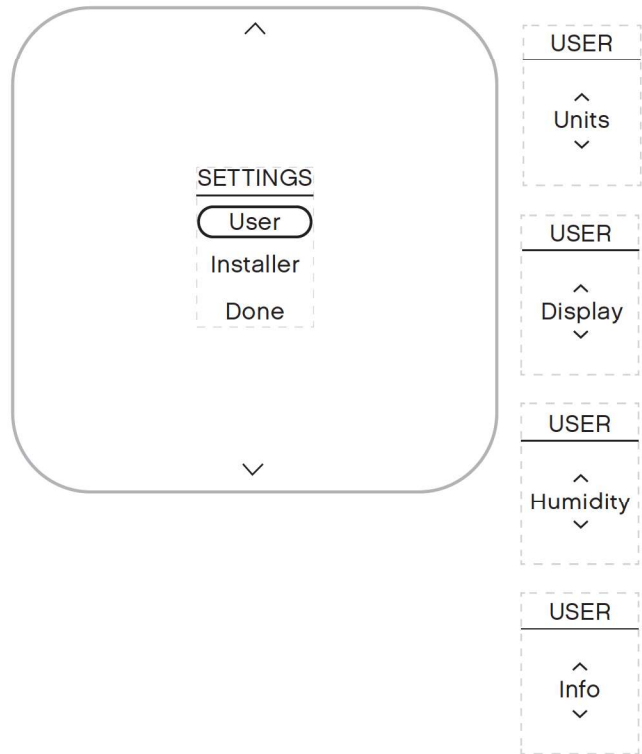 SETTINGS
User
Installer
Done
USER
Units
USER
Display
USER
Humidity
USER
Info